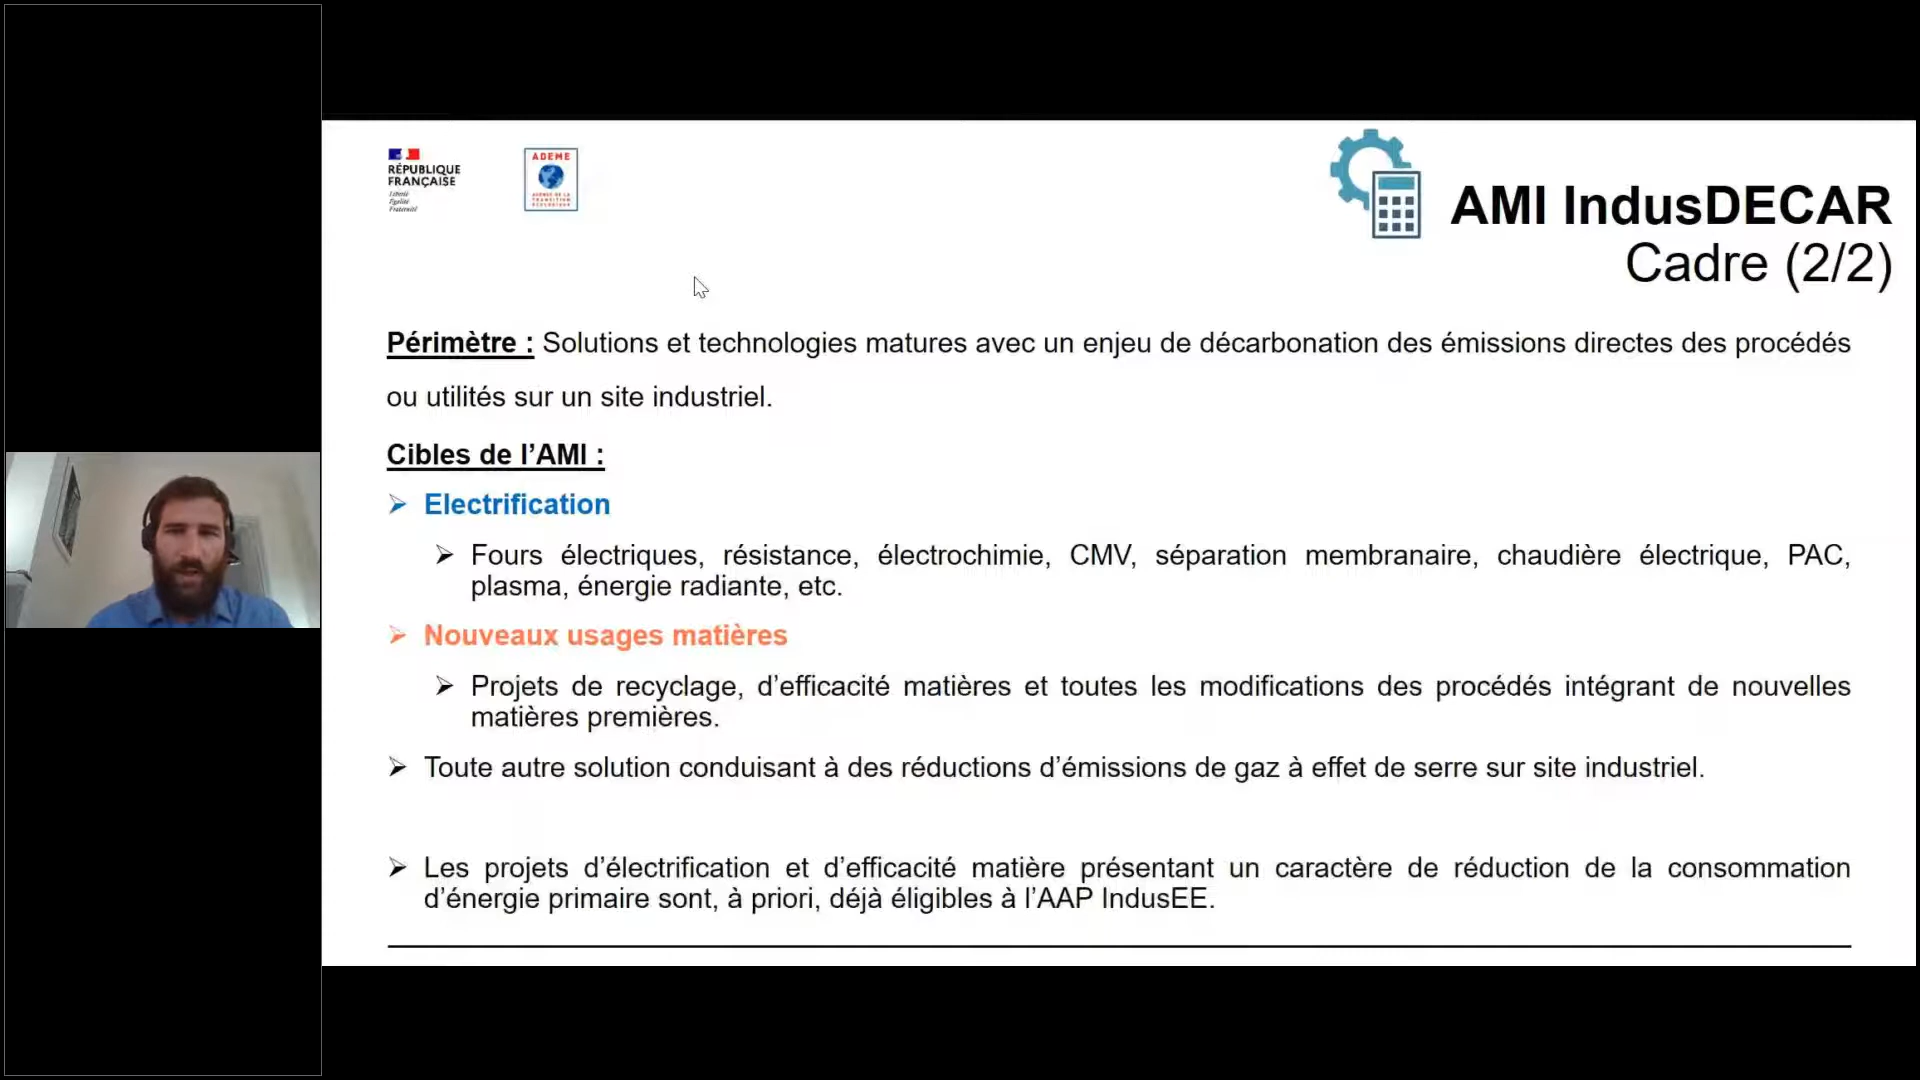 RÉPUBLIQUE
FRANÇAISE
Liberté
Égalité
Fraternité
ADEME
AGENCE DE LA
TRANSITION
ÉCOLOGIQUE
AMI IndusDECAR
Cadre (2/2)
Périmètre : Solutions et technologies matures avec un enjeu de décarbonation des émissions directes des procédés
ou utilités sur un site industriel.
Cibles de l’AMI :
Electrification
Fours électriques, résistance, électrochimie, CMV, séparation membranaire, chaudière électrique, PAC,
plasma, énergie radiante, etc.
Nouveaux usages matières
Projets de recyclage, d’efficacité matières et toutes les modifications des procédés intégrant de nouvelles
matières premières.
Toute autre solution conduisant à des réductions d’émissions de gaz à effet de serre sur site industriel.
Les projets d’électrification et d’efficacité matière présentant un caractère de réduction de la consommation
d’énergie primaire sont, à priori, déjà éligibles à l’AAP IndusEE.